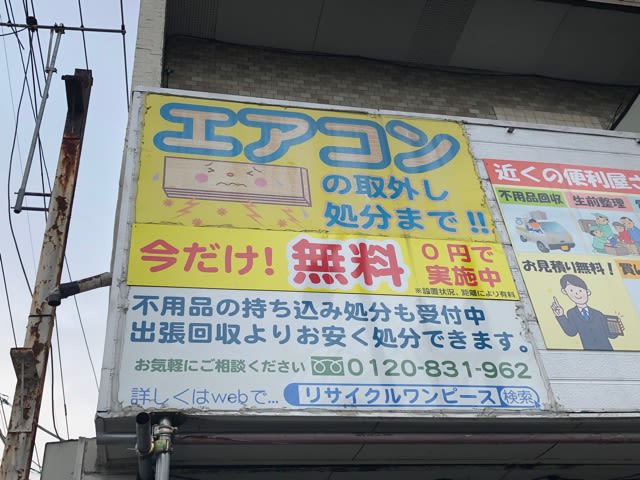 エアコン
の取外し
処分まで!!
今だけ! 無料 0円で
実施中
※設置状況、距離により有料
不用品の持ち込み処分も受付中
出張回収よりお安く処分できます。
お気軽にご相談ください 0120-831-962
詳しくはwebで… リサイクルワンピース 検索
近くの便利屋さ
不用品回収 生前整理
お見積り無料!